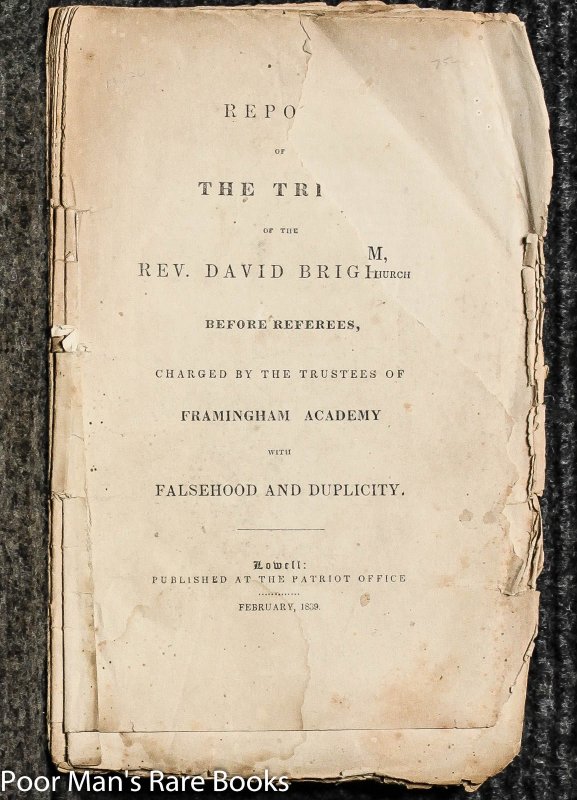 REPO
OF
THE TRI
OF THE
REV. DAVID BRIGH
M,
HURCH
BEFORE REFEREES,
CHARGED BY THE TRUSTEES OF
FRAMINGHAM ACADEMY
WITH
FALSEHOOD AND DUPLICITY.
Lowell:
PUBLISHED AT THE PATRIOT OFFICE
FEBRUARY, 1839.
Poor Man's Rare Books